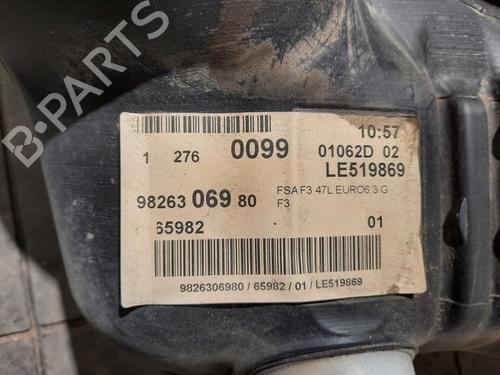 B-PARTS
10:57
1 276 0099 01062D 02
LE519869
98263 069 80 FSA F3 47L EURO6.3 G
F3
65982 01
9826306980 / 65982 / 01 / LE519869